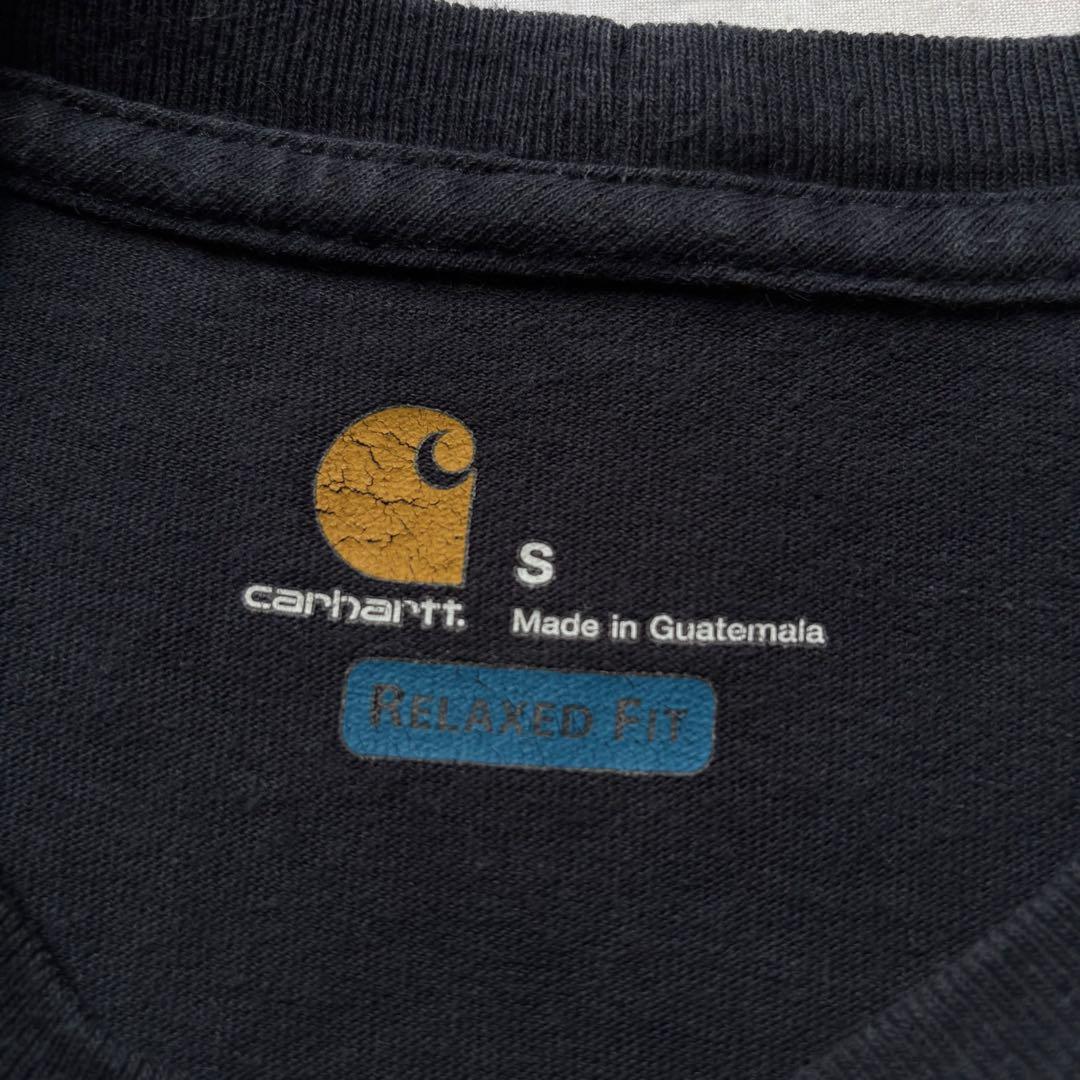 S
carhartt.
Made in Guatemala
RELAXED FIT